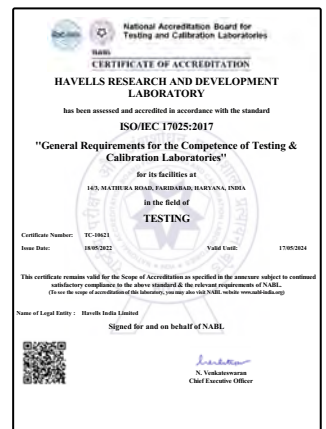 National Accreditation Board for
Testing and Calibration Laboratories
NABL
CERTIFICATE OF ACCREDITATION
HAVELLS RESEARCH AND DEVELOPMENT
LABORATORY
has been assessed and accredited in accordance with the standard
ISO/IEC 17025:2017
"General Requirements for the Competence of Testing &
Calibration Laboratories"
for its facilities at
14/3, MATHURA ROAD, FARIDABAD, HARYANA, INDIA
in the field of
TESTING
Certificate Number: TC-10621
Issue Date: 18/05/2022 Valid Until: 17/05/2024
This certificate remains valid for the Scope of Accreditation as specified in the annexure subject to continued
satisfactory compliance to the above standard & the relevant requirements of NABL.
(To see the scope of accreditation of this laboratory, you may also visit NABL website www.nabl-india.org)
Name of Legal Entity : Havells India Limited
Signed for and on behalf of NABL
N. Venkateswaran
Chief Executive Officer